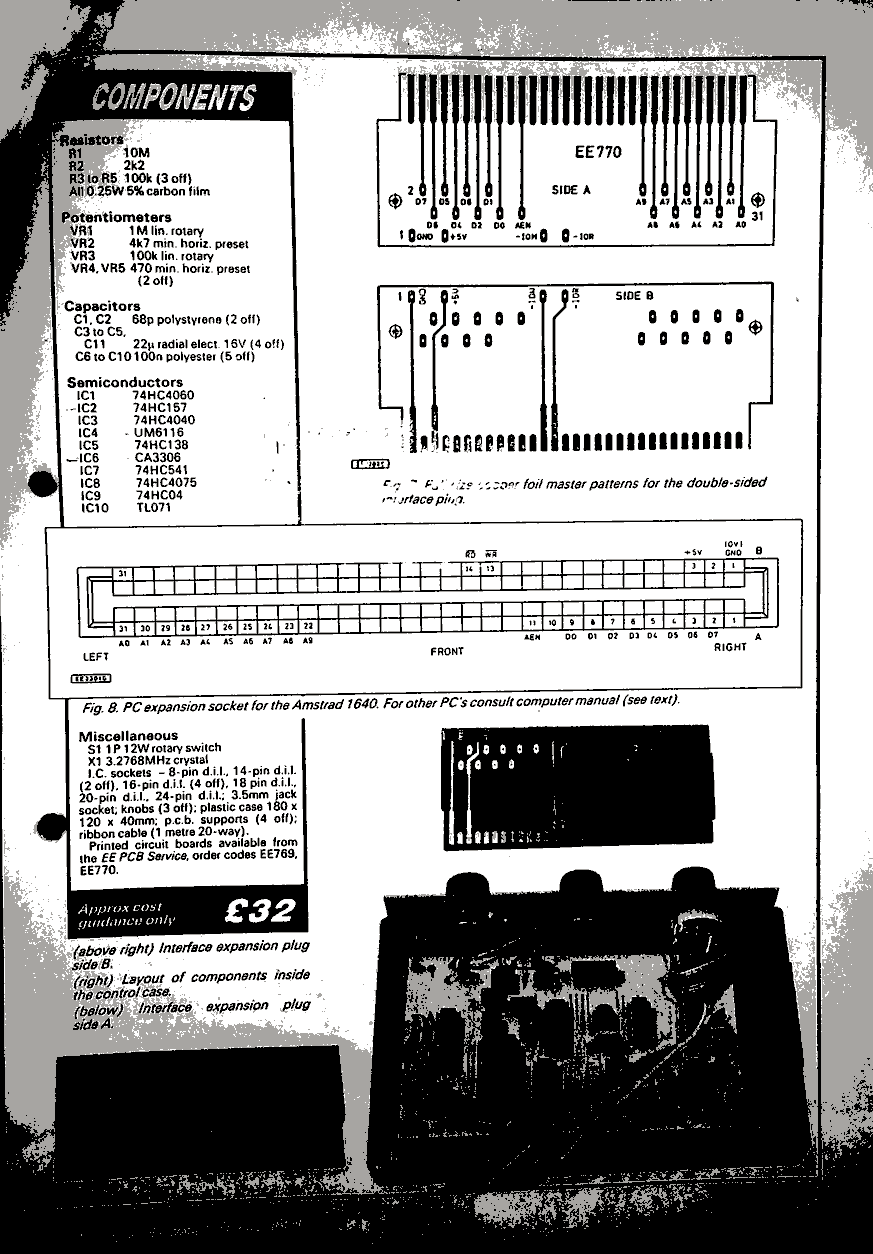 COMPONENTS
Resistors
R1 10M
R2 2k2
R3 to R5 100k (3 off)
All 0.25W 5% carbon film
Potentiometers
VR1 1M lin. rotary
VR2 4k7 min. horiz. preset
VR3 100k lin. rotary
VR4, VR5 470 min. horiz. preset
(2 off)
Capacitors
C1, C2 68p polystyrene (2 off)
C3 to C5,
C11 22µ radial elect. 16V (4 off)
C6 to C10 100n polyester (5 off)
Semiconductors
IC1 74HC4060
IC2 74HC157
IC3 74HC4040
IC4 UM6116
IC5 74HC138
IC6 CA3306
IC7 74HC541
IC8 74HC4075
IC9 74HC04
IC10 TL071
EE770
SIDE A
2 D7 D5 D3 D1 A9 A7 A5 A3 A1
D6 D4 D2 D0 AEN A8 A6 A4 A2 A0 31
1 GND +5V -IOW -IOR
1 GND +5V -IOW -IOR SIDE B
foil master patterns for the double-sided
interface plug.
RD WR +5V (OV) GND B
31 14 13 3 2 1
31 30 29 28 27 26 25 24 23 22 11 10 9 8 7 6 5 4 3 2 1
A0 A1 A2 A3 A4 A5 A6 A7 A8 A9 AEN D0 D1 D2 D3 D4 D5 D6 D7 A
LEFT FRONT RIGHT
EE3301G
Fig. 8. PC expansion socket for the Amstrad 1640. For other PC's consult computer manual (see text).
Miscellaneous
S1 1P 12W rotary switch
X1 3.2768MHz crystal
I.C. sockets – 8-pin d.i.l., 14-pin d.i.l.
(2 off), 16-pin d.i.l. (4 off), 18 pin d.i.l.,
20-pin d.i.l., 24-pin d.i.l.; 3.5mm jack
socket; knobs (3 off); plastic case 180 x
120 x 40mm; p.c.b. supports (4 off);
ribbon cable (1 metre 20-way).
Printed circuit boards available from
the EE PCB Service, order codes EE769,
EE770.
Approx cost
guidance only £32
(above right) Interface expansion plug
side B.
(right) Layout of components inside
the control case.
(below) Interface expansion plug
side A.